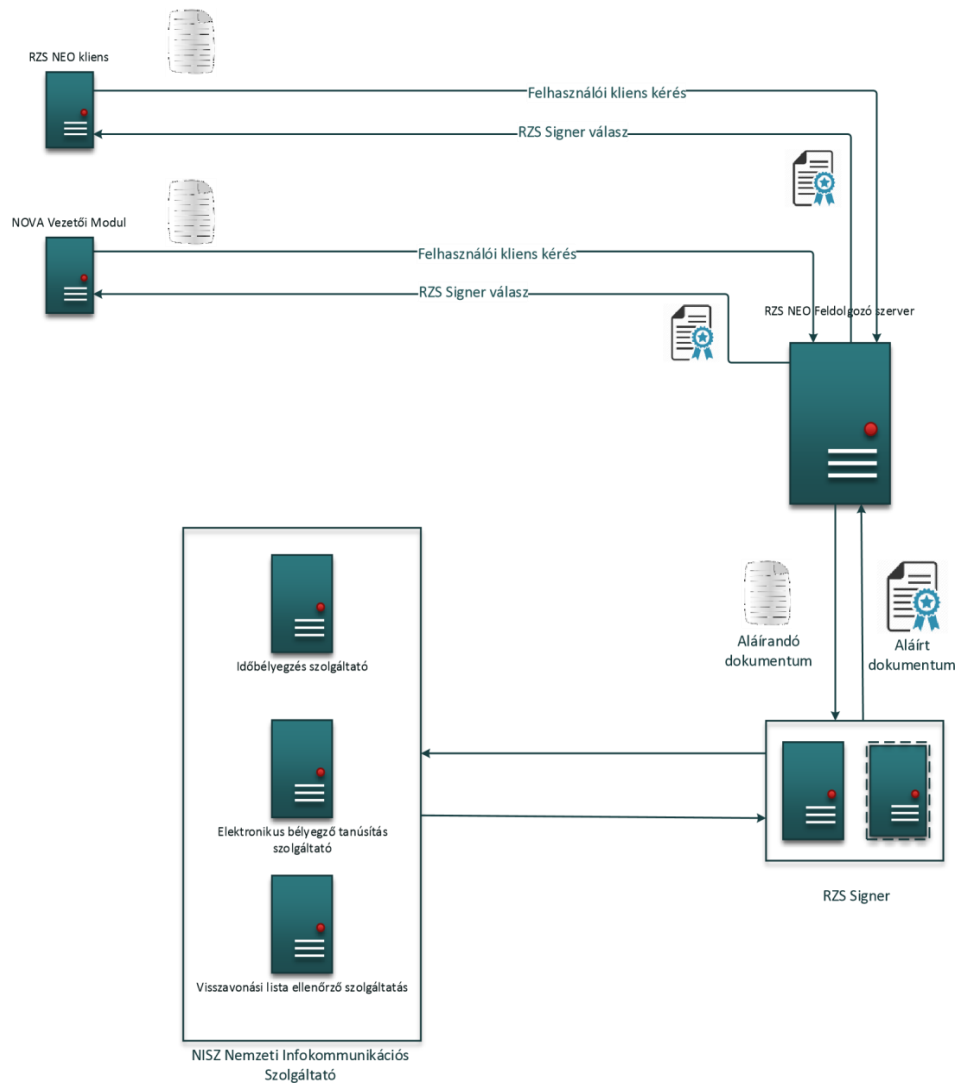 RZS NEO kliens
Felhasználói kliens kérés
RZS Signer válasz
NOVA Vezetői Modul
Felhasználói kliens kérés
RZS Signer válasz
RZS NEO Feldolgozó szerver
Időbélyegzés szolgáltató
Aláírandó
dokumentum
Aláírt
dokumentum
Elektronikus bélyegző tanúsítás
szolgáltató
RZS Signer
Visszavonási lista ellenőrző szolgáltatás
NISZ Nemzeti Infokommunikációs
Szolgáltató